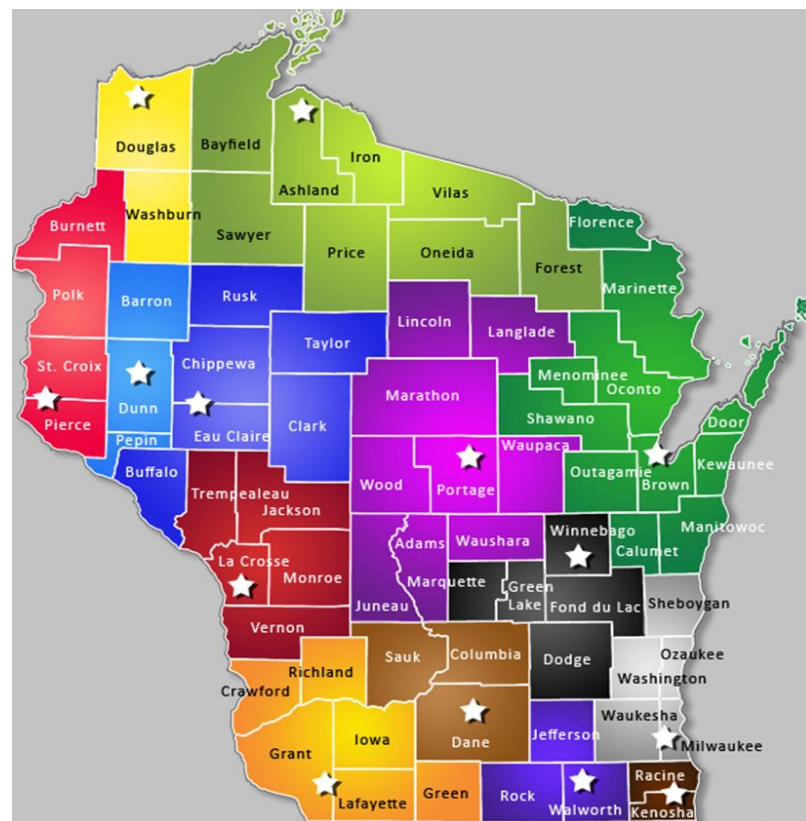 Douglas
Bayfield
Ashland
Iron
Vilas
Washburn
Burnett
Sawyer
Price
Oneida
Forest
Florence
Marinette
Polk
Barron
Rusk
Lincoln
Langlade
Taylor
St. Croix
Chippewa
Menominee
Oconto
Dunn
Marathon
Pierce
Eau Claire
Clark
Shawano
Door
Pepin
Waupaca
Buffalo
Outagamie
Kewaunee
Brown
Trempealeau
Wood
Portage
Jackson
Winnebago
Manitowoc
Adams
Waushara
Calumet
La Crosse
Monroe
Marquette
Green
Lake
Juneau
Fond du Lac
Sheboygan
Vernon
Sauk
Columbia
Dodge
Ozaukee
Richland
Washington
Crawford
Waukesha
Grant
Iowa
Dane
Jefferson
Milwaukee
Lafayette
Green
Rock
Walworth
Racine
Kenosha